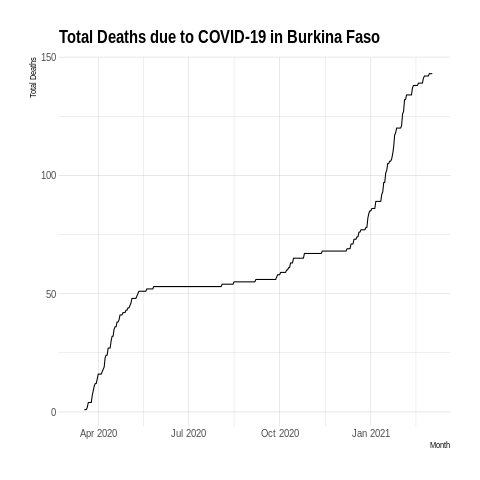 Total Deaths due to COVID-19 in Burkina Faso
Total Deaths
150
100
50
0
Apr 2020 Jul 2020 Oct 2020 Jan 2021
Month